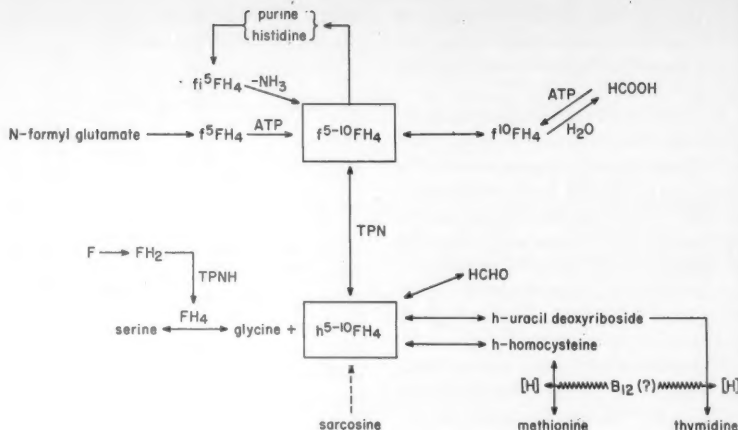 purine
histidine
fi⁵FH₄ -NH₃
ATP HCOOH
N-formyl glutamate f⁵FH₄ ATP f⁵⁻¹⁰FH₄ f¹⁰FH₄ H₂O
TPN
F FH₂
TPNH
HCHO
FH₄
serine glycine + h⁵⁻¹⁰FH₄
h-uracil deoxyriboside
h-homocysteine
[H] B₁₂(?) [H]
sarcosine methionine thymidine